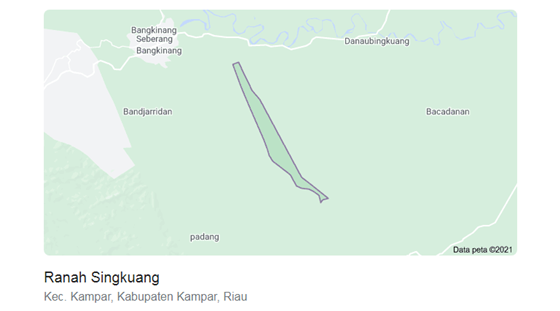 Bangkinang
Seberang
Bangkinang
Danaubingkuang
Bandjarridan
Bacadanan
padang
Data peta ©2021
Ranah Singkuang
Kec. Kampar, Kabupaten Kampar, Riau